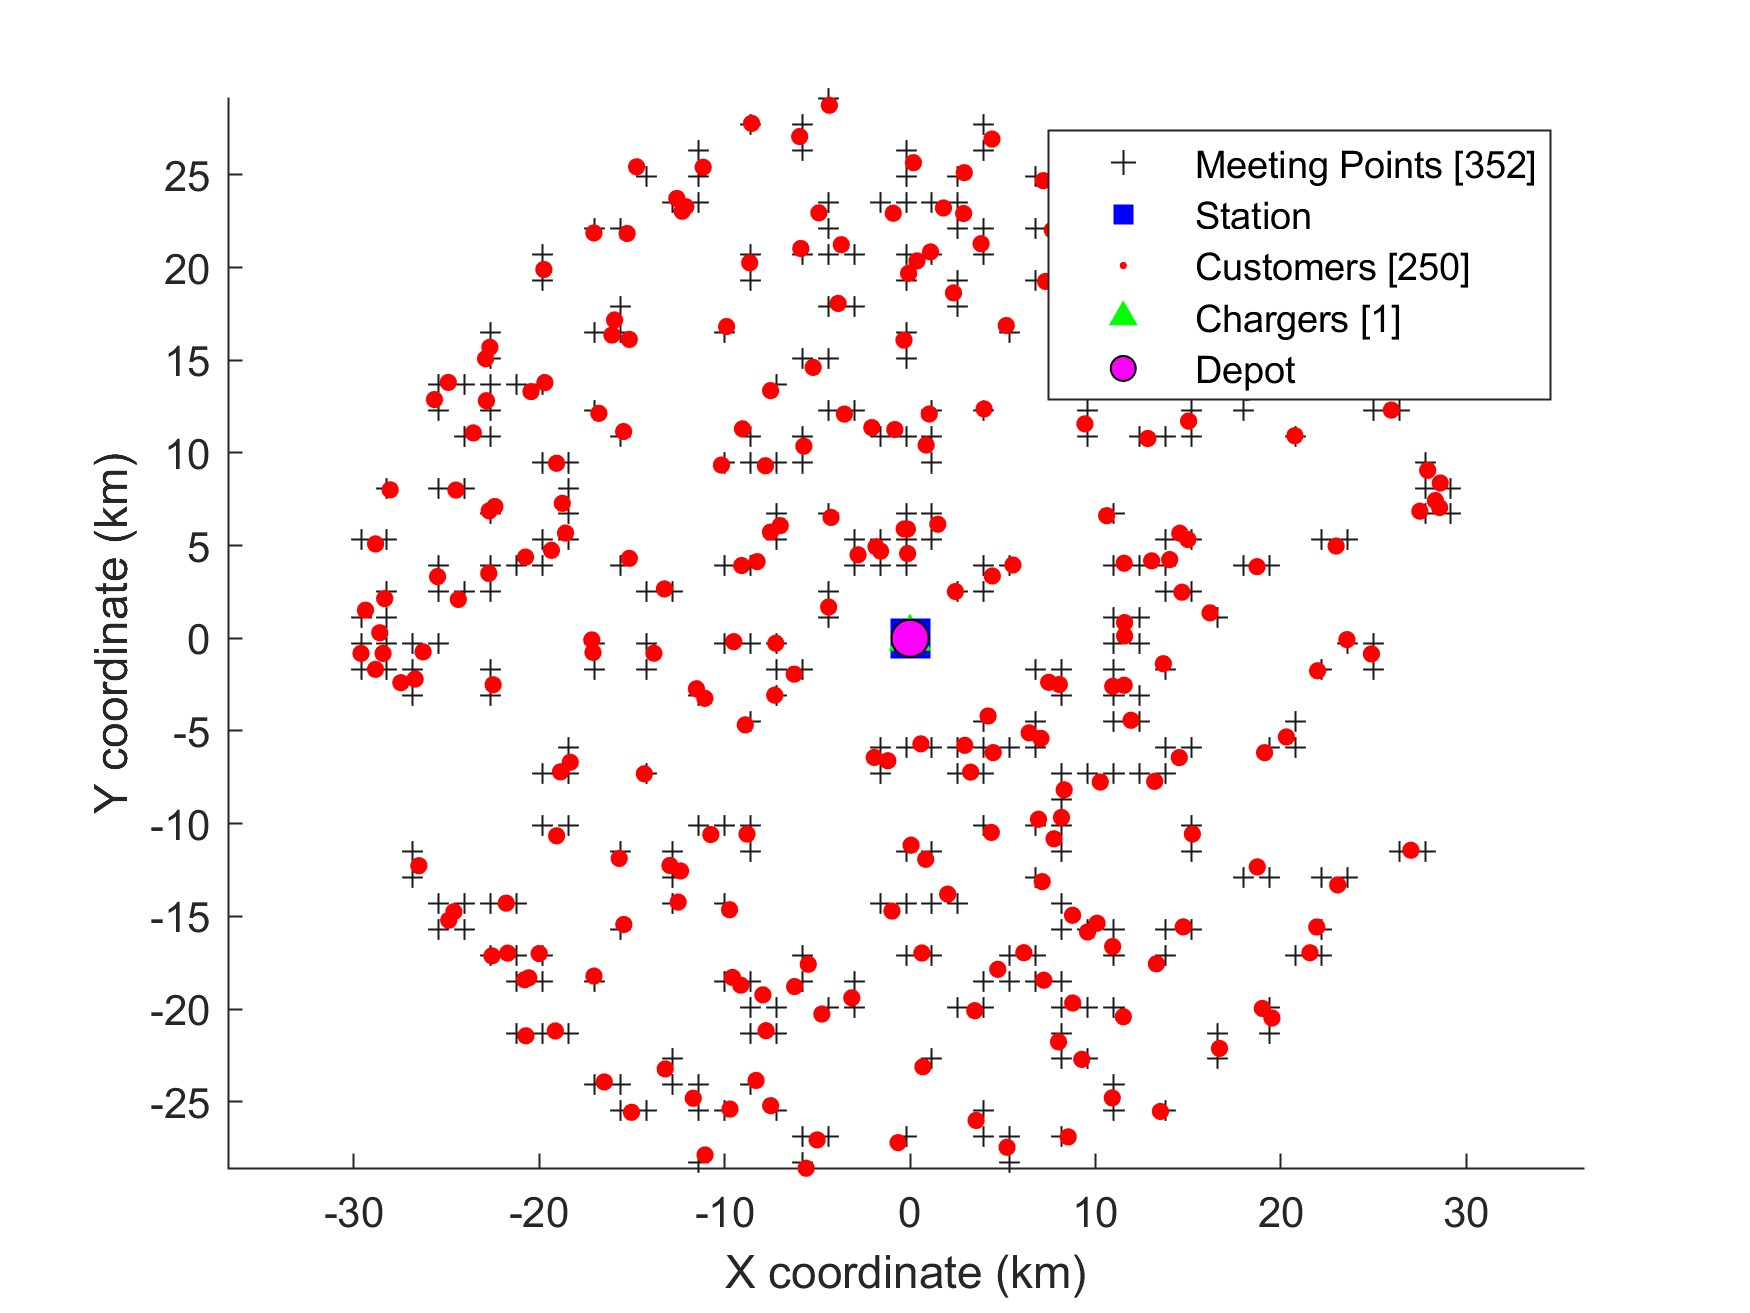 Meeting Points [352]
Station
Customers [250]
Chargers [1]
Depot
25
20
15
10
5
0
-5
-10
-15
-20
-25
Y coordinate (km)
-30 -20 -10 0 10 20 30
X coordinate (km)